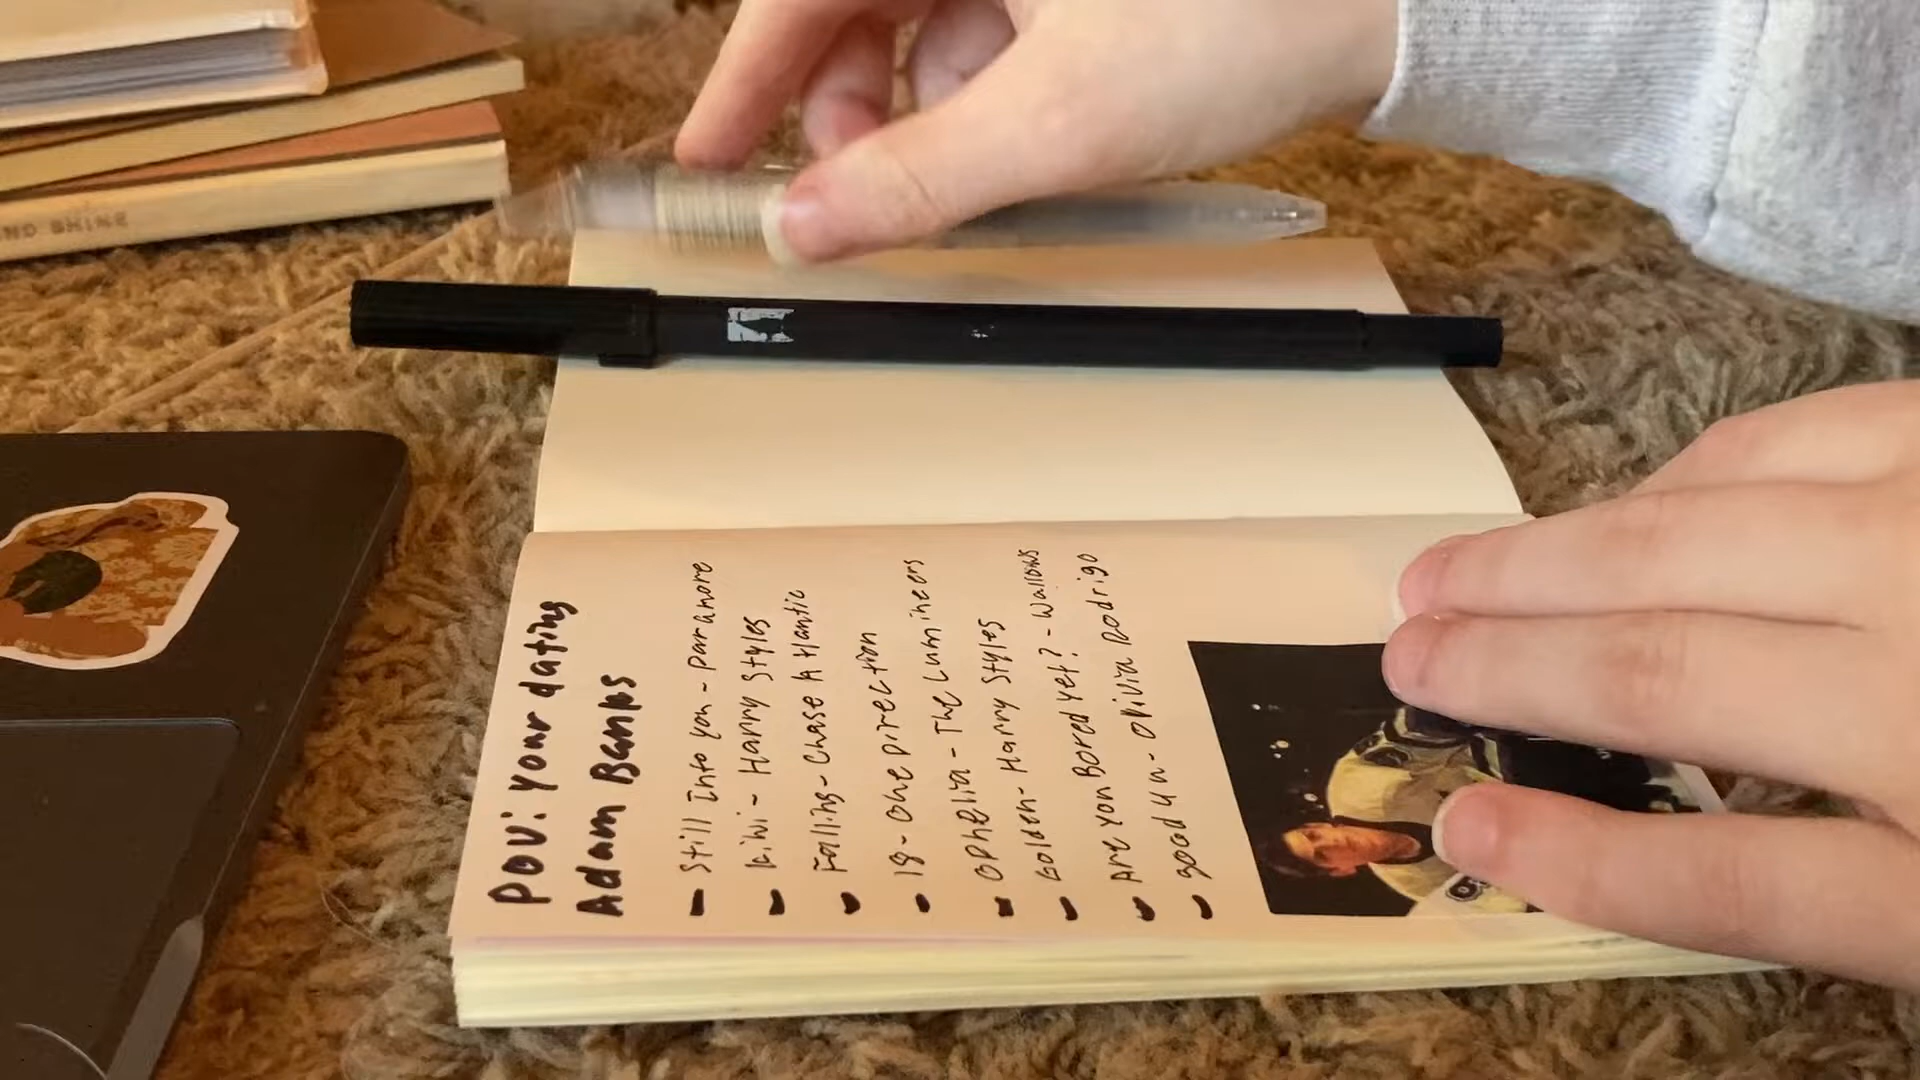 POV: Your dating
Adam Banks
- Still Into you - Paramore
- Kiwi - Harry Styles
- Falling - Chase Atlantic
- 18 - One Direction
- Ophelia - The Lumineers
- Golden - Harry Styles
- Are you Bored yet? - Wallows
- good 4 u - Olivia Rodrigo
AND SHINE